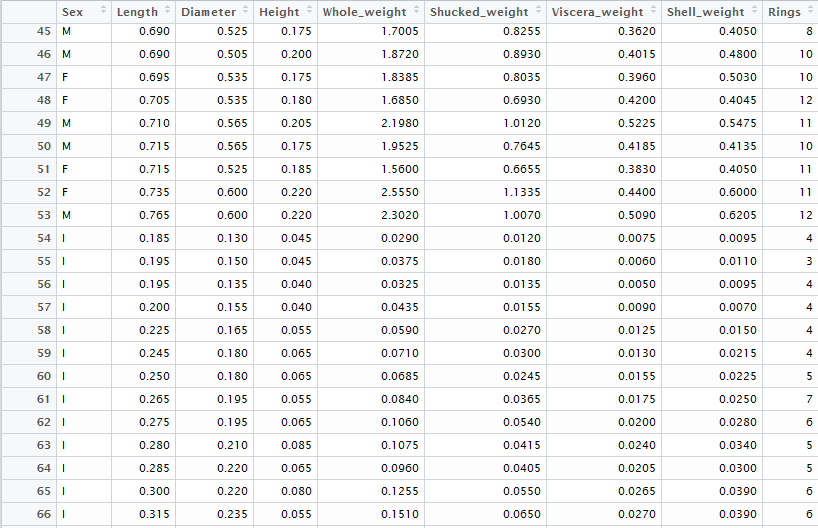 Sex Length Diameter Height Whole_weight Shucked_weight Viscera_weight Shell_weight Rings
45 M 0.690 0.525 0.175 1.7005 0.8255 0.3620 0.4050 8
46 M 0.690 0.505 0.200 1.8720 0.8930 0.4015 0.4800 10
47 F 0.695 0.535 0.175 1.8385 0.8035 0.3960 0.5030 10
48 F 0.705 0.535 0.180 1.6850 0.6930 0.4200 0.4045 12
49 M 0.710 0.565 0.205 2.1980 1.0120 0.5225 0.5475 11
50 M 0.715 0.565 0.175 1.9525 0.7645 0.4185 0.4135 10
51 F 0.715 0.525 0.185 1.5600 0.6655 0.3830 0.4050 11
52 F 0.735 0.600 0.220 2.5550 1.1335 0.4400 0.6000 11
53 M 0.765 0.600 0.220 2.3020 1.0070 0.5090 0.6205 12
54 I 0.185 0.130 0.045 0.0290 0.0120 0.0075 0.0095 4
55 I 0.195 0.150 0.045 0.0375 0.0180 0.0060 0.0110 3
56 I 0.195 0.135 0.040 0.0325 0.0135 0.0050 0.0095 4
57 I 0.200 0.155 0.040 0.0435 0.0155 0.0090 0.0070 4
58 I 0.225 0.165 0.055 0.0590 0.0270 0.0125 0.0150 4
59 I 0.245 0.180 0.065 0.0710 0.0300 0.0130 0.0215 4
60 I 0.250 0.180 0.065 0.0685 0.0245 0.0155 0.0225 5
61 I 0.265 0.195 0.055 0.0840 0.0365 0.0175 0.0250 7
62 I 0.275 0.195 0.065 0.1060 0.0540 0.0200 0.0280 6
63 I 0.280 0.210 0.085 0.1075 0.0415 0.0240 0.0340 5
64 I 0.285 0.220 0.065 0.0960 0.0405 0.0205 0.0300 5
65 I 0.300 0.220 0.080 0.1255 0.0550 0.0265 0.0390 6
66 I 0.315 0.235 0.055 0.1510 0.0650 0.0270 0.0390 6